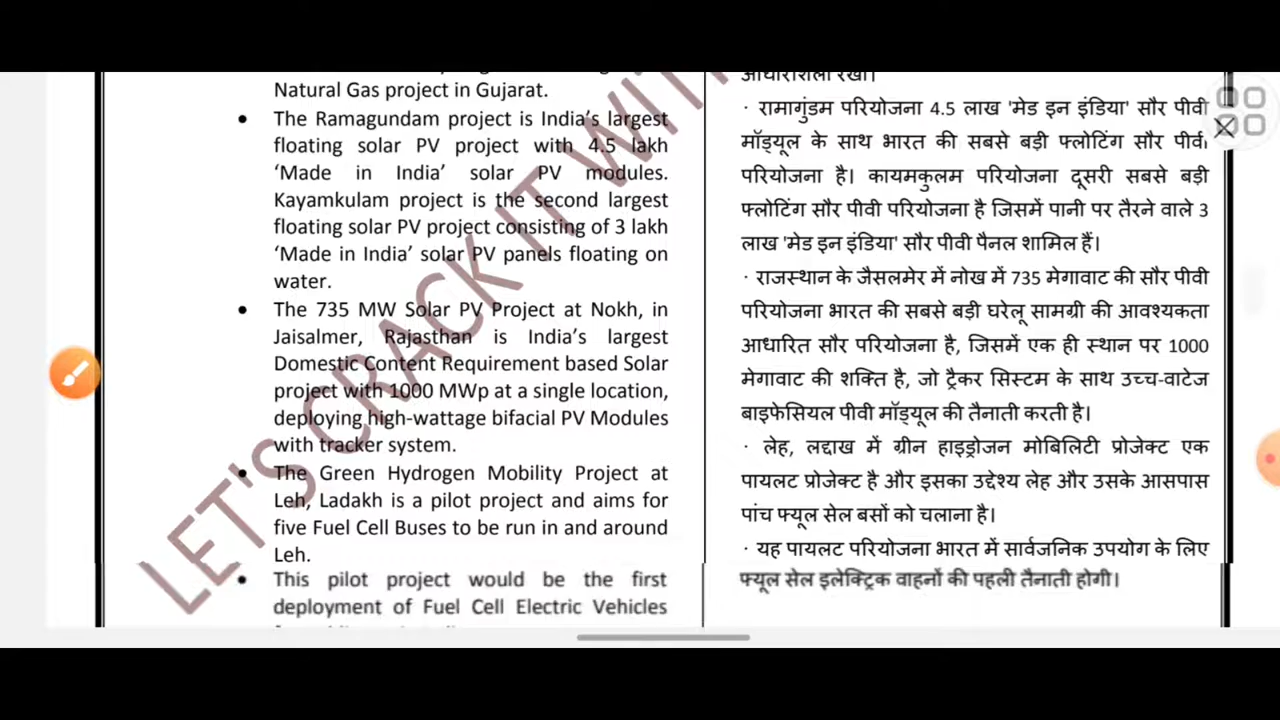 Natural Gas project in Gujarat.
• The Ramagundam project is India's largest
floating solar PV project with 4.5 lakh
‘Made in India’ solar PV modules.
Kayamkulam project is the second largest
floating solar PV project consisting of 3 lakh
‘Made in India’ solar PV panels floating on
water.
• The 735 MW Solar PV Project at Nokh, in
Jaisalmer, Rajasthan is India's largest
Domestic Content Requirement based Solar
project with 1000 MWp at a single location,
deploying high-wattage bifacial PV Modules
with tracker system.
• The Green Hydrogen Mobility Project at
Leh, Ladakh is a pilot project and aims for
five Fuel Cell Buses to be run in and around
Leh.
• This pilot project would be the first
deployment of Fuel Cell Electric Vehicles
आधारशिला रखी।
· रामागुंडम परियोजना 4.5 लाख 'मेड इन इंडिया' सौर पीवी
मॉड्यूल के साथ भारत की सबसे बड़ी फ्लोटिंग सौर पीवी
परियोजना है। कायमकुलम परियोजना दूसरी सबसे बड़ी
फ्लोटिंग सौर पीवी परियोजना है जिसमें पानी पर तैरने वाले 3
लाख 'मेड इन इंडिया' सौर पीवी पैनल शामिल हैं।
· राजस्थान के जैसलमेर में नोख में 735 मेगावाट की सौर पीवी
परियोजना भारत की सबसे बड़ी घरेलू सामग्री की आवश्यकता
आधारित सौर परियोजना है, जिसमें एक ही स्थान पर 1000
मेगावाट की शक्ति है, जो ट्रैकर सिस्टम के साथ उच्च-वाटेज
बाइफेसियल पीवी मॉड्यूल की तैनाती करती है।
· लेह, लद्दाख में ग्रीन हाइड्रोजन मोबिलिटी प्रोजेक्ट एक
पायलट प्रोजेक्ट है और इसका उद्देश्य लेह और उसके आसपास
पांच फ्यूल सेल बसों को चलाना है।
· यह पायलट परियोजना भारत में सार्वजनिक उपयोग के लिए
फ्यूल सेल इलेक्ट्रिक वाहनों की पहली तैनाती होगी।
LET'S CRACK IT WITH